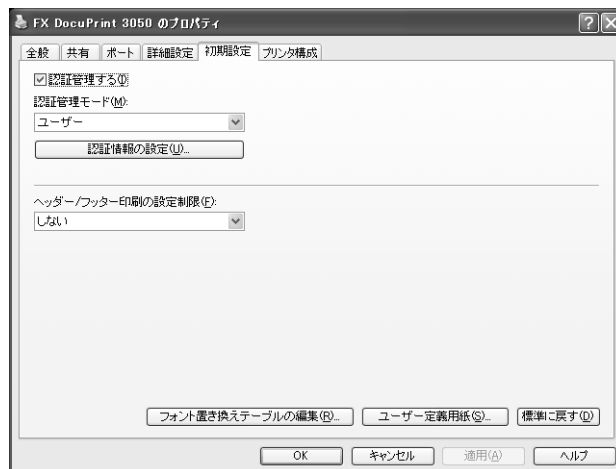 FX DocuPrint 3050 のプロパティ
全般 共有 ポート 詳細設定 初期設定 プリンタ構成
認証管理する(I)
認証管理モード(M):
ユーザー
認証情報の設定(U)...
ヘッダー/フッター印刷の設定制限(F):
しない
フォント置き換えテーブルの編集(R)... ユーザー定義用紙(S)... 標準に戻す(D)
OK キャンセル 適用(A) ヘルプ